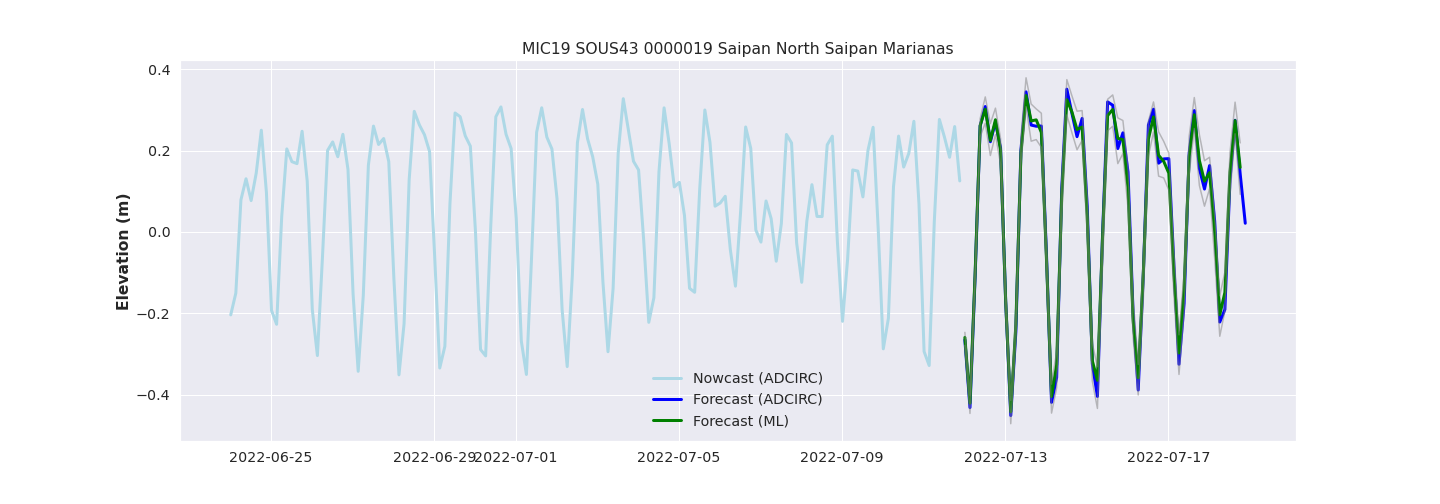 MIC19 SOUS43 0000019 Saipan North Saipan Marianas
Elevation (m)
0.4
0.2
0.0
−0.2
−0.4
Nowcast (ADCIRC)
Forecast (ADCIRC)
Forecast (ML)
2022-06-25
2022-06-29
2022-07-01
2022-07-05
2022-07-09
2022-07-13
2022-07-17